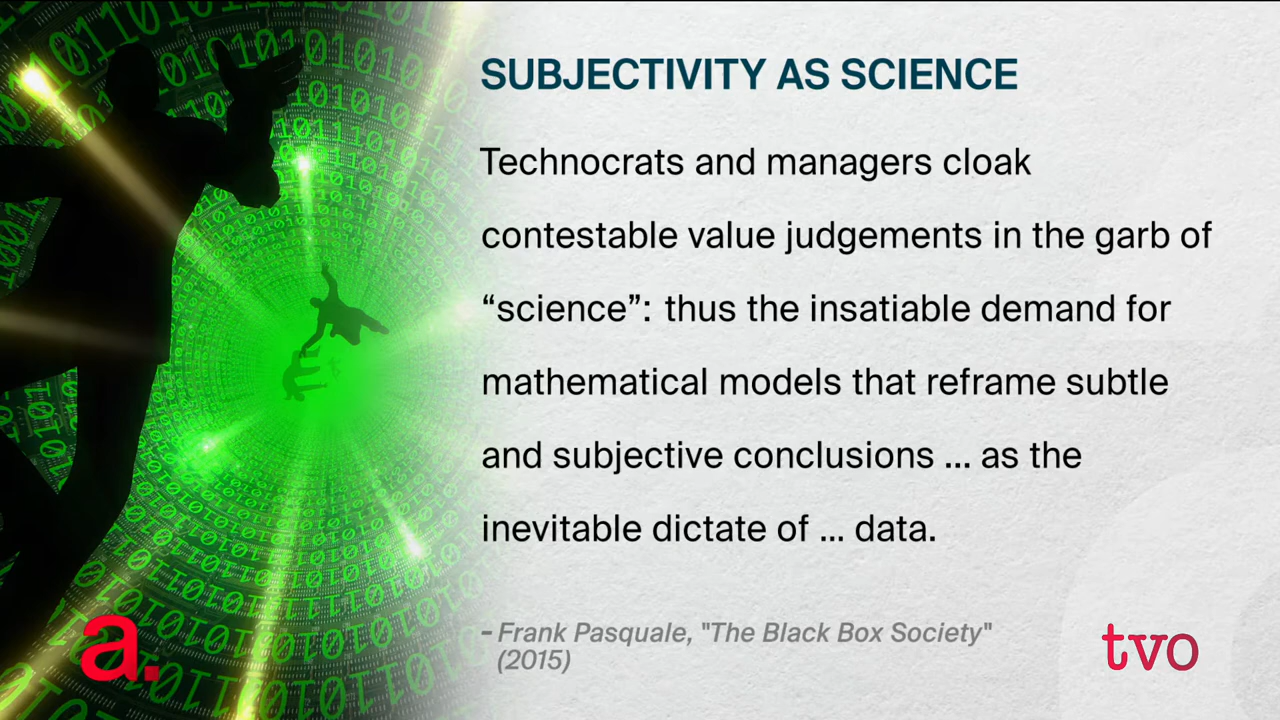 SUBJECTIVITY AS SCIENCE
Technocrats and managers cloak
contestable value judgements in the garb of
“science”: thus the insatiable demand for
mathematical models that reframe subtle
and subjective conclusions ... as the
inevitable dictate of ... data.
– Frank Pasquale, "The Black Box Society"
(2015)
a.
tvo